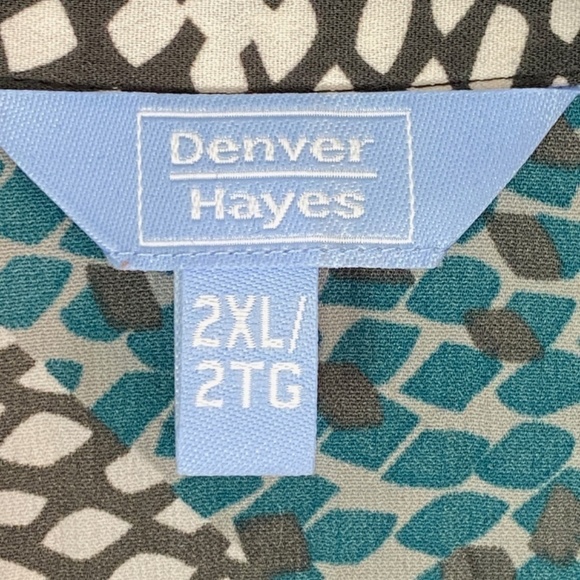 Denver
Hayes
2XL/
2TG